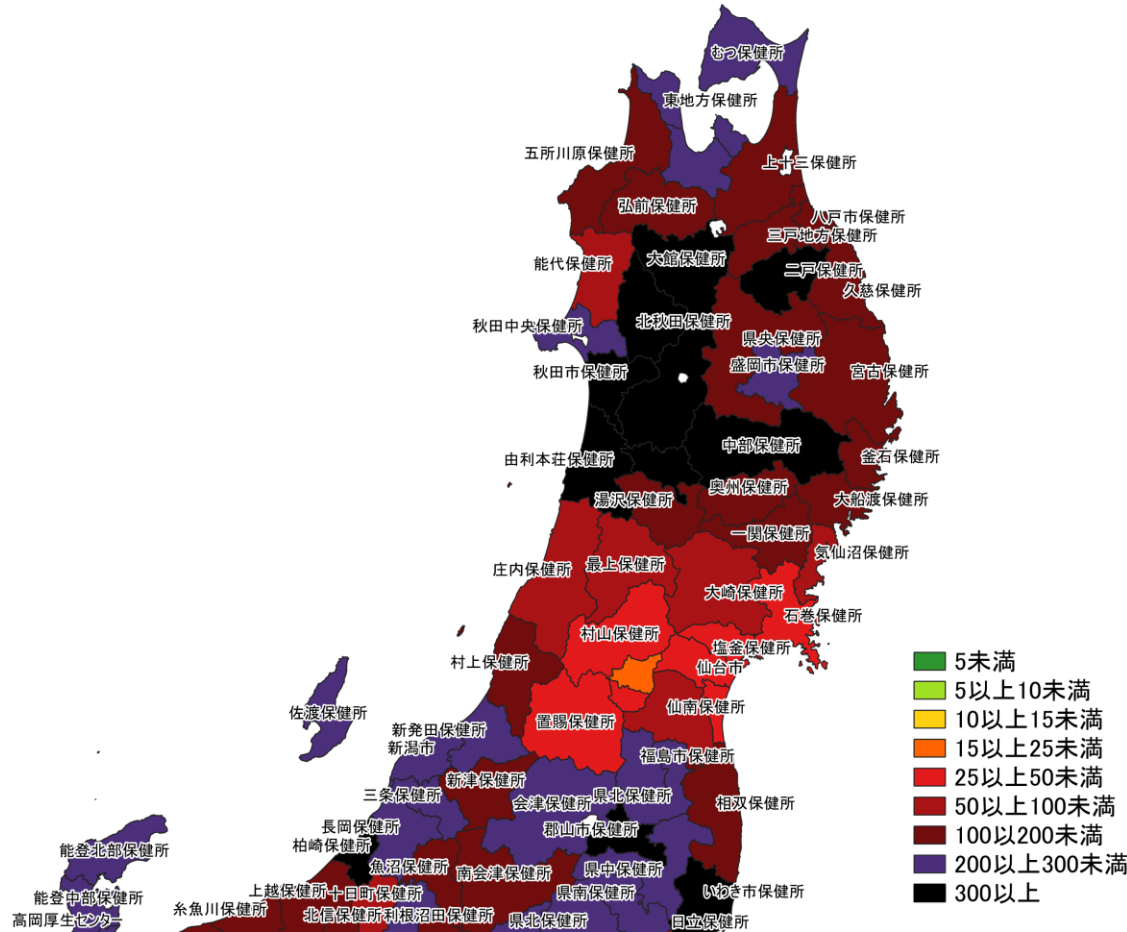 むつ保健所
東地方保健所
五所川原保健所
上十三保健所
弘前保健所
八戸市保健所
三戸地方保健所
大館保健所
能代保健所
二戸保健所
久慈保健所
秋田中央保健所
北秋田保健所
県央保健所
盛岡市保健所
秋田市保健所
宮古保健所
中部保健所
由利本荘保健所
釜石保健所
奥州保健所
湯沢保健所
大船渡保健所
一関保健所
気仙沼保健所
最上保健所
庄内保健所
大崎保健所
石巻保健所
村山保健所
塩釜保健所
村上保健所
仙台市
仙南保健所
佐渡保健所
置賜保健所
新発田保健所
新潟市
福島市保健所
新津保健所
三条保健所
会津保健所
県北保健所
相双保健所
長岡保健所
郡山市保健所
柏崎保健所
能登北部保健所
魚沼保健所
南会津保健所
県中保健所
能登中部保健所
上越保健所
十日町保健所
県南保健所
いわき市保健所
糸魚川保健所
北信保健所
利根沼田保健所
県北保健所
日立保健所
高岡厚生センター
5未満
5以上10未満
10以上15未満
15以上25未満
25以上50未満
50以上100未満
100以200未満
200以上300未満
300以上